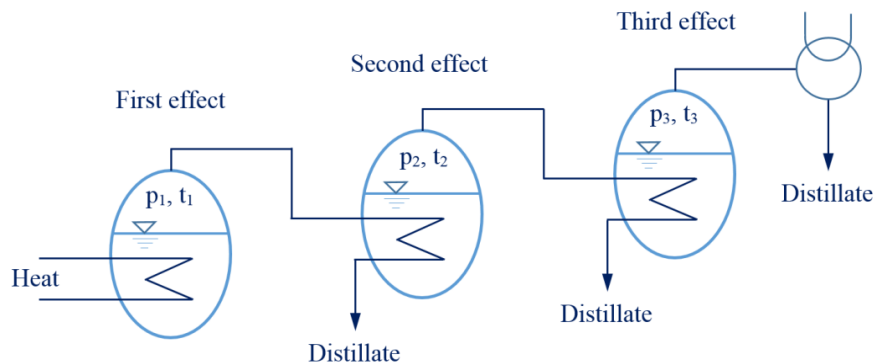 Third effect
Second effect
First effect
p₃, t₃
p₂, t₂
p₁, t₁
Distillate
Heat
Distillate
Distillate